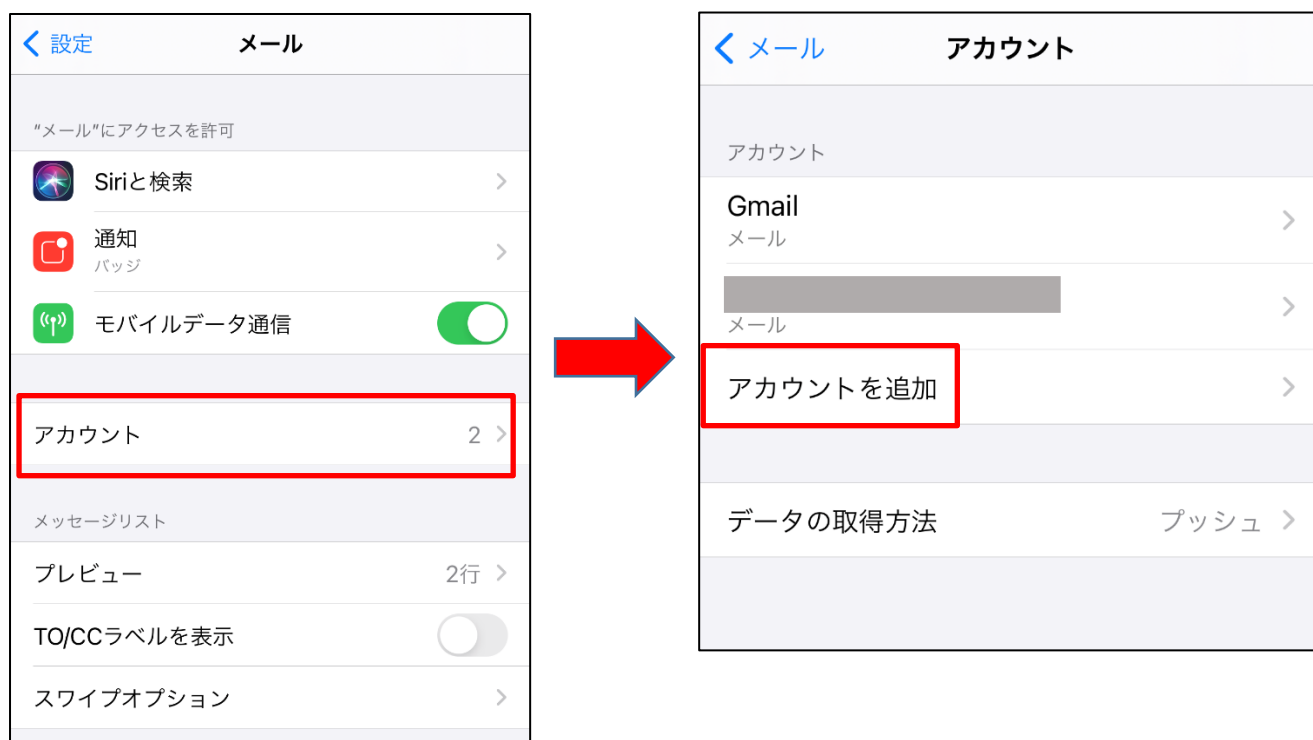 設定
メール
"メール"にアクセスを許可
Siriと検索
通知
バッジ
モバイルデータ通信
アカウント 2
メッセージリスト
プレビュー 2行
TO/CCラベルを表示
スワイプオプション
メール
アカウント
アカウント
Gmail
メール
メール
アカウントを追加
データの取得方法 プッシュ